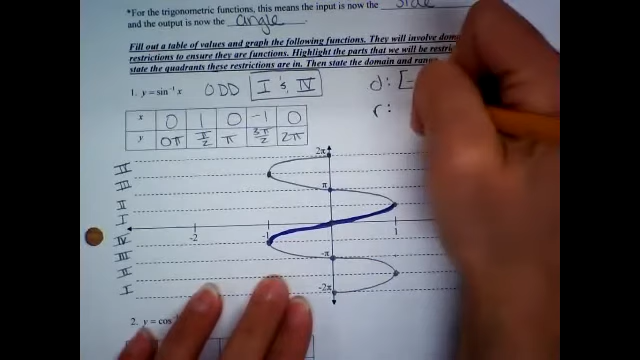 *For the trigonometric functions, this means the input is now the side
and the output is now the angle
Fill out a table of values and graph the following functions. They will involve
restrictions to ensure they are functions. Highlight the parts that we will be
state the quadrants these restrictions are in. Then state the domain and range
1. y = sin⁻¹ x ODD I & IV d: [-
x 0 1 0 -1 0 r:
y 0π π/2 π 3π/2 2π
2π
II
III π
II
I
-2 -1 1
IV
III -π
II
I -2π
2. y = cos⁻¹